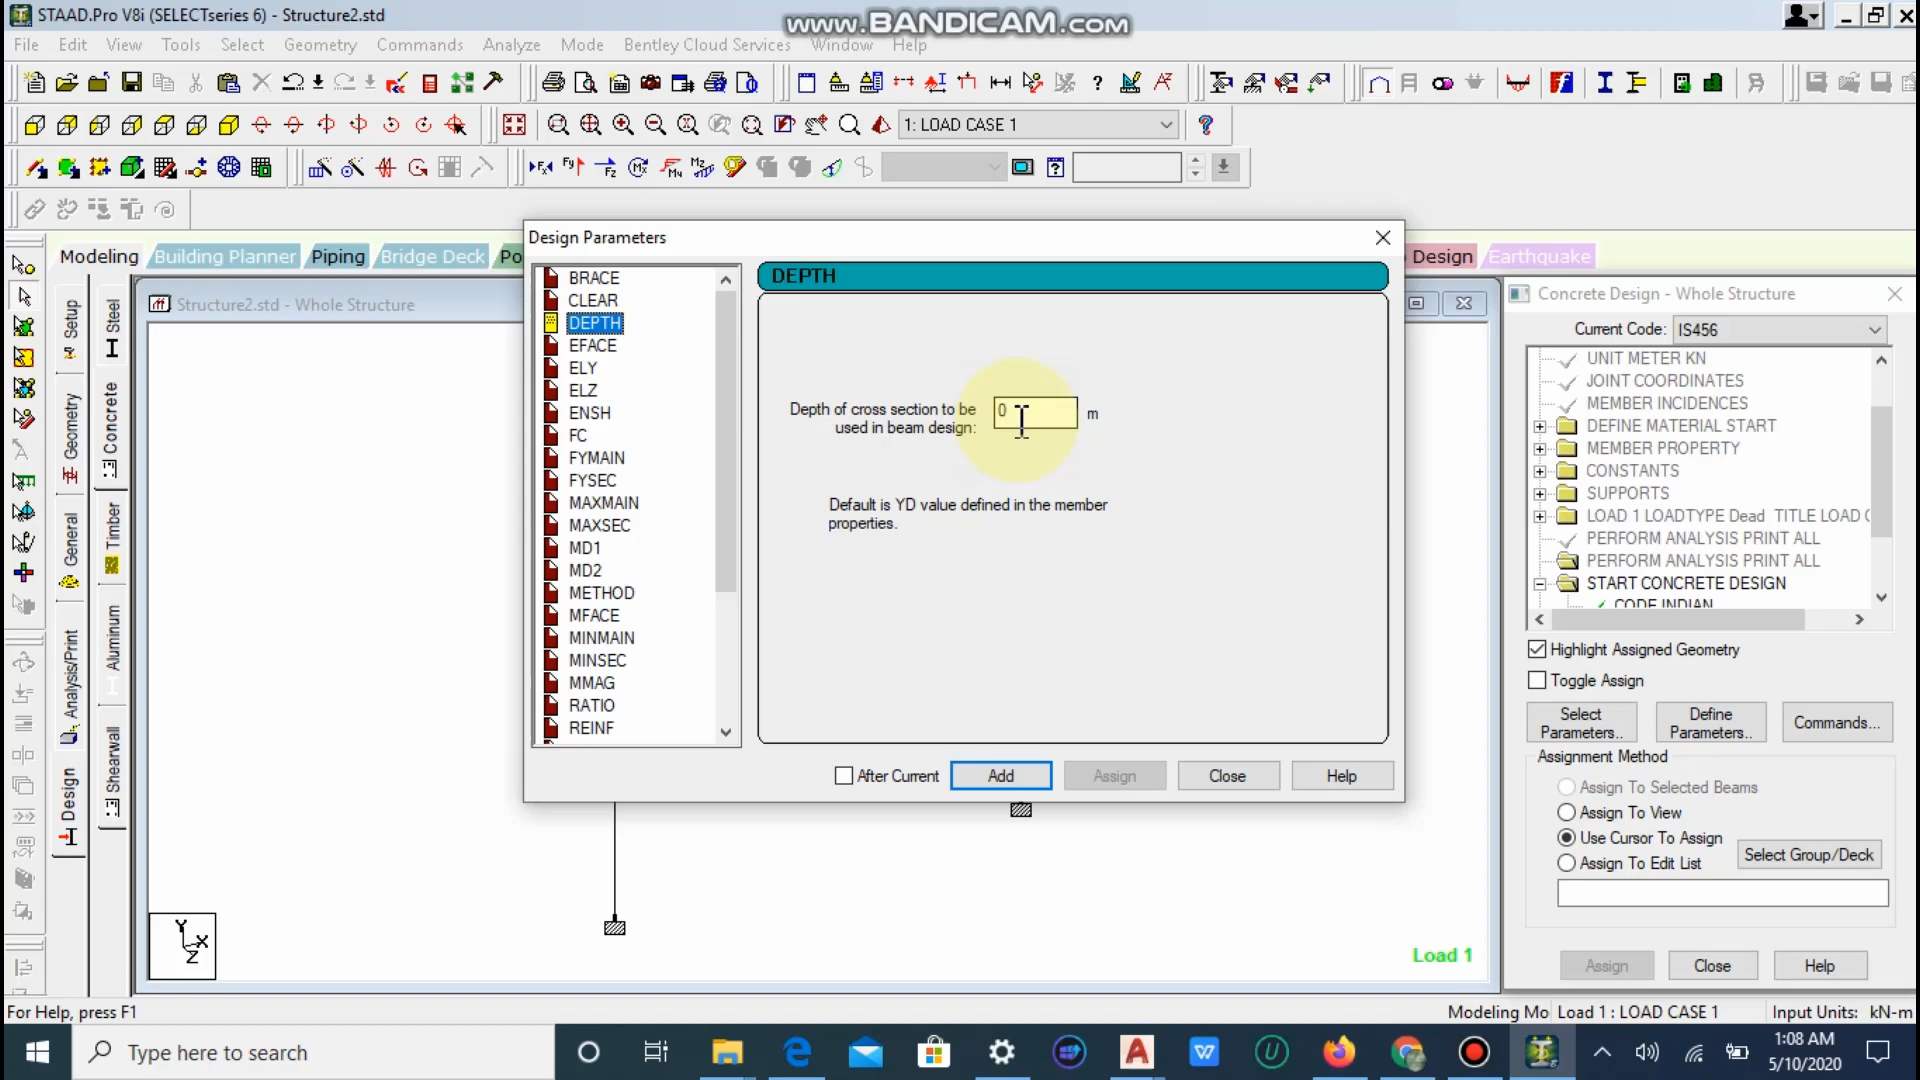 STAAD.Pro V8i (SELECTseries 6) - Structure2.std
www.BANDICAM.com
File Edit View Tools Select Geometry Commands Analyze Mode Bentley Cloud Services Window Help
1: LOAD CASE 1
Modeling Building Planner Piping Bridge Deck Po
Design Earthquake
Structure2.std - Whole Structure
Setup
Geometry
General
Analysis/Print
Design
Steel
Concrete
Timber
Aluminum
Shearwall
Design Parameters
BRACE
CLEAR
DEPTH
EFACE
ELY
ELZ
ENSH
FC
FYMAIN
FYSEC
MAXMAIN
MAXSEC
MD1
MD2
METHOD
MFACE
MINMAIN
MINSEC
MMAG
RATIO
REINF
DEPTH
Depth of cross section to be
used in beam design:
0
m
Default is YD value defined in the member
properties.
After Current Add Assign Close Help
Y
X
Z
Load 1
Concrete Design - Whole Structure
Current Code: IS456
UNIT METER KN
JOINT COORDINATES
MEMBER INCIDENCES
DEFINE MATERIAL START
MEMBER PROPERTY
CONSTANTS
SUPPORTS
LOAD 1 LOADTYPE Dead TITLE LOAD C
PERFORM ANALYSIS PRINT ALL
PERFORM ANALYSIS PRINT ALL
START CONCRETE DESIGN
CODE INDIAN
Highlight Assigned Geometry
Toggle Assign
Select
Parameters..
Define
Parameters..
Commands...
Assignment Method
Assign To Selected Beams
Assign To View
Use Cursor To Assign
Assign To Edit List
Select Group/Deck
Assign Close Help
For Help, press F1
Modeling Mo Load 1 : LOAD CASE 1 Input Units: kN-m
Type here to search
1:08 AM
5/10/2020